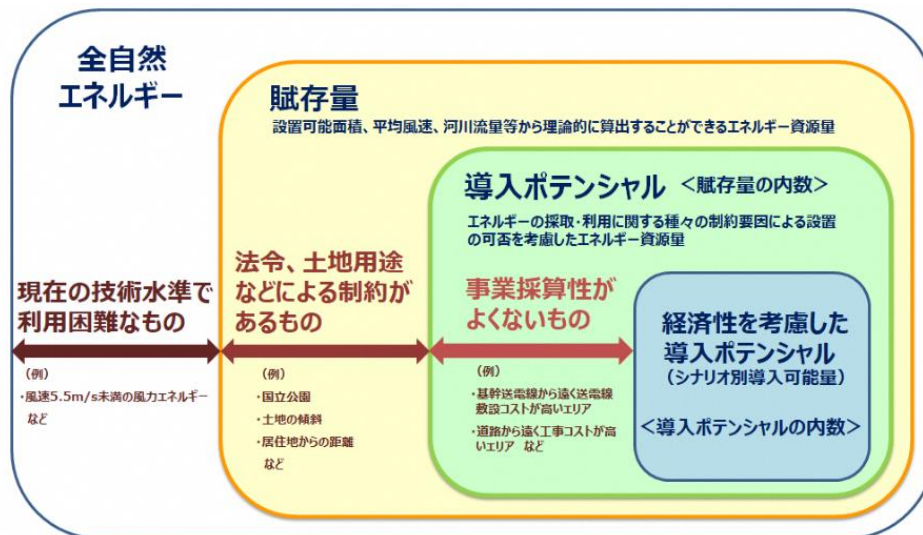 全自然
エネルギー
賦存量
設置可能面積、平均風速、河川流量等から理論的に算出することができるエネルギー資源量
導入ポテンシャル <賦存量の内数>
エネルギーの採取・利用に関する種々の制約要因による設置
の可否を考慮したエネルギー資源量
現在の技術水準で
利用困難なもの
(例)
・風速5.5m/s未満の風力エネルギー
など
法令、土地用途
などによる制約が
あるもの
(例)
・国立公園
・土地の傾斜
・居住地からの距離
など
事業採算性が
よくないもの
(例)
・基幹送電線から遠く送電線
敷設コストが高いエリア
・道路から遠く工事コストが高
いエリア など
経済性を考慮した
導入ポテンシャル
(シナリオ別導入可能量)
<導入ポテンシャルの内数>